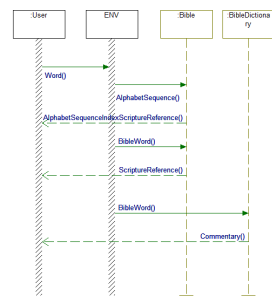 :User
ENV
:Bible
:BibleDictiona
ry
Word()
AlphabetSequence()
AlphabetSequenceIndexScriptureReference()
BibleWord()
ScriptureReference()
BibleWord()
Commentary()